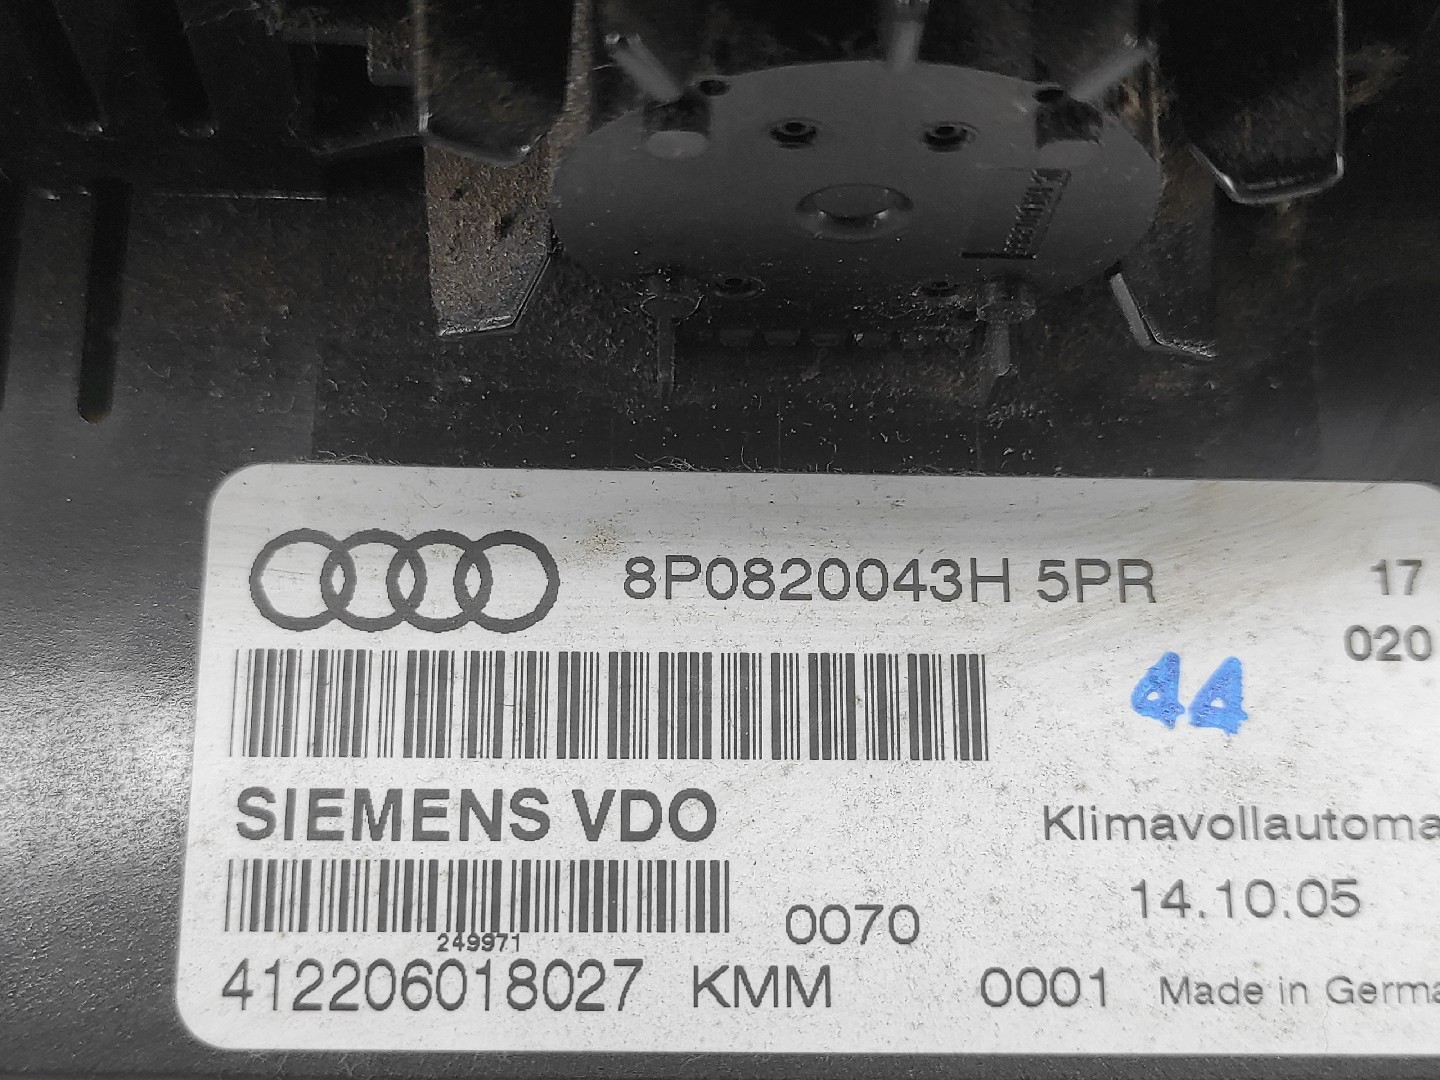 8P0820043H 5PR 17
020
44
SIEMENS VDO
Klimavollautoma
14.10.05
0070
249971
412206018027 KMM 0001 Made in Germa